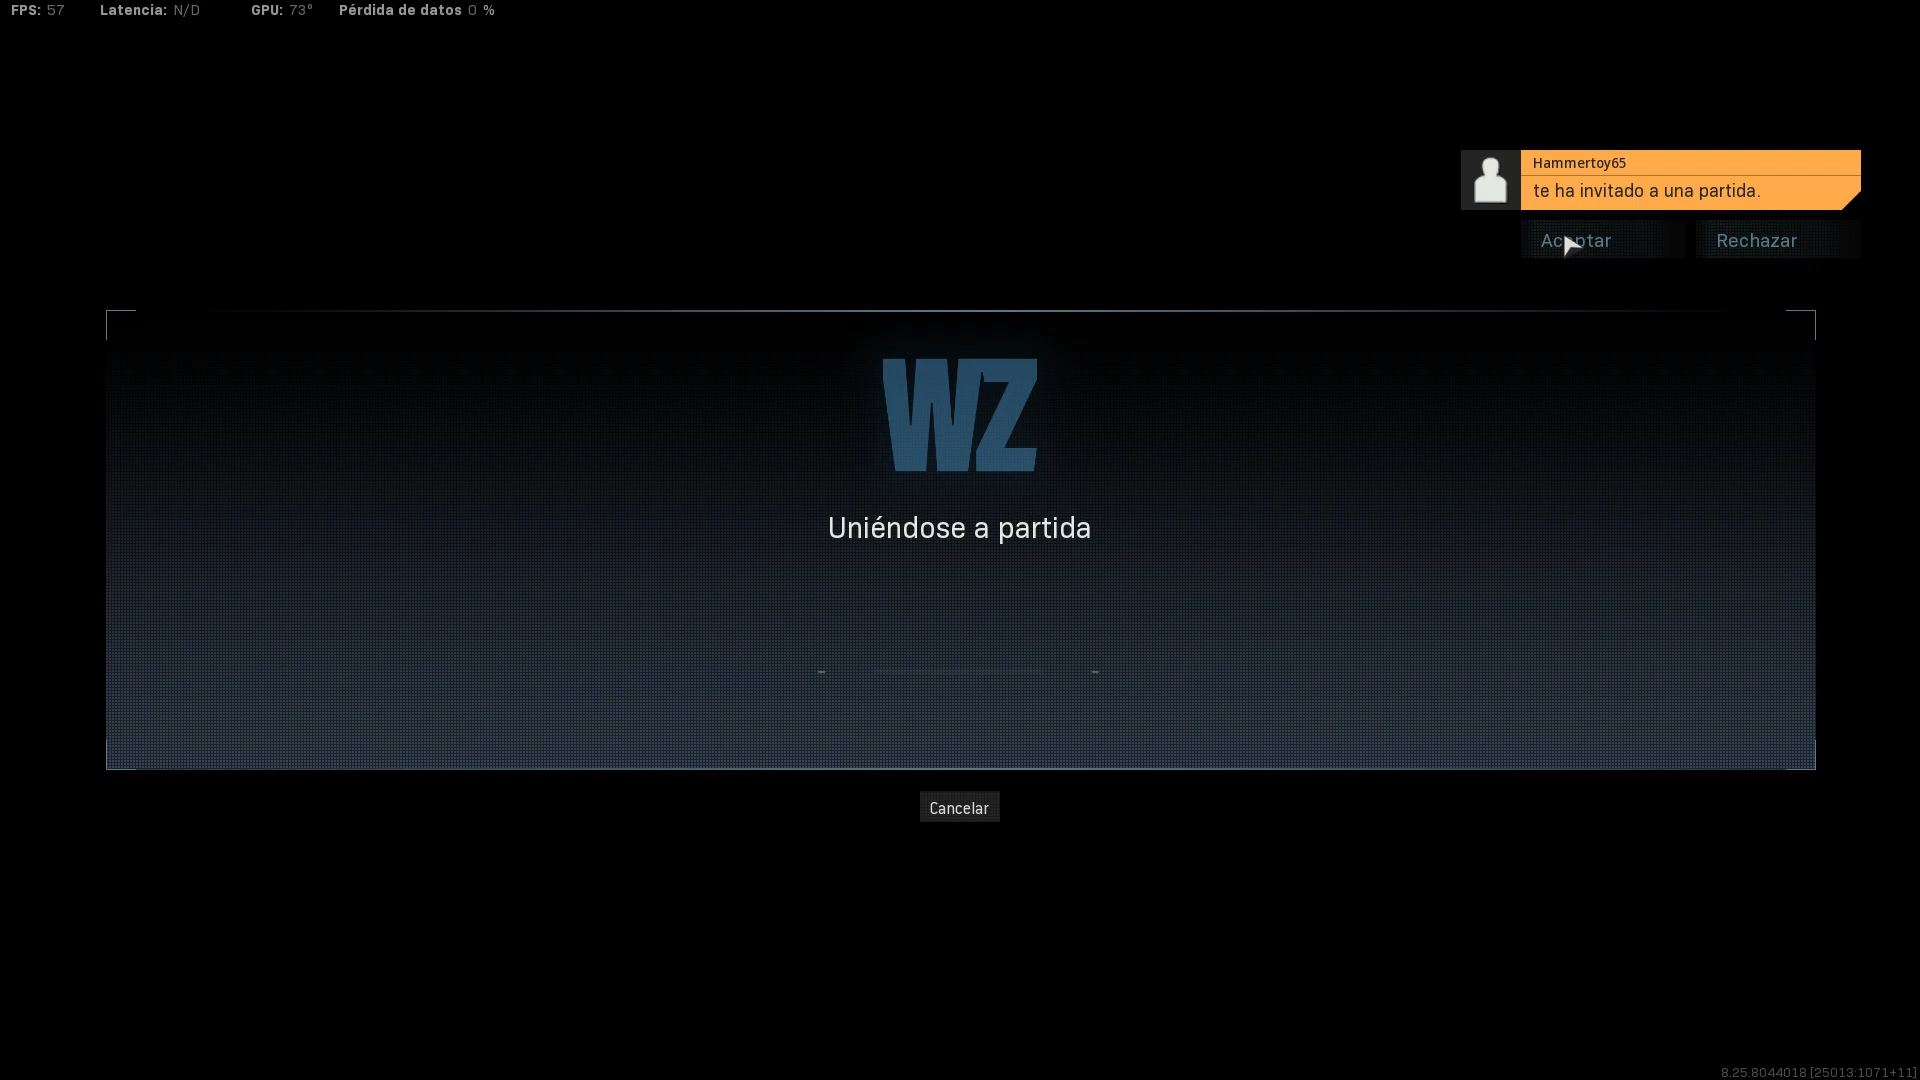 FPS: 57 Latencia: N/D GPU: 73° Pérdida de datos 0 %
Hammertoy65
te ha invitado a una partida.
Aceptar Rechazar
WZ
Uniéndose a partida
Cancelar
8.25.8044018 [25013:1071+11]